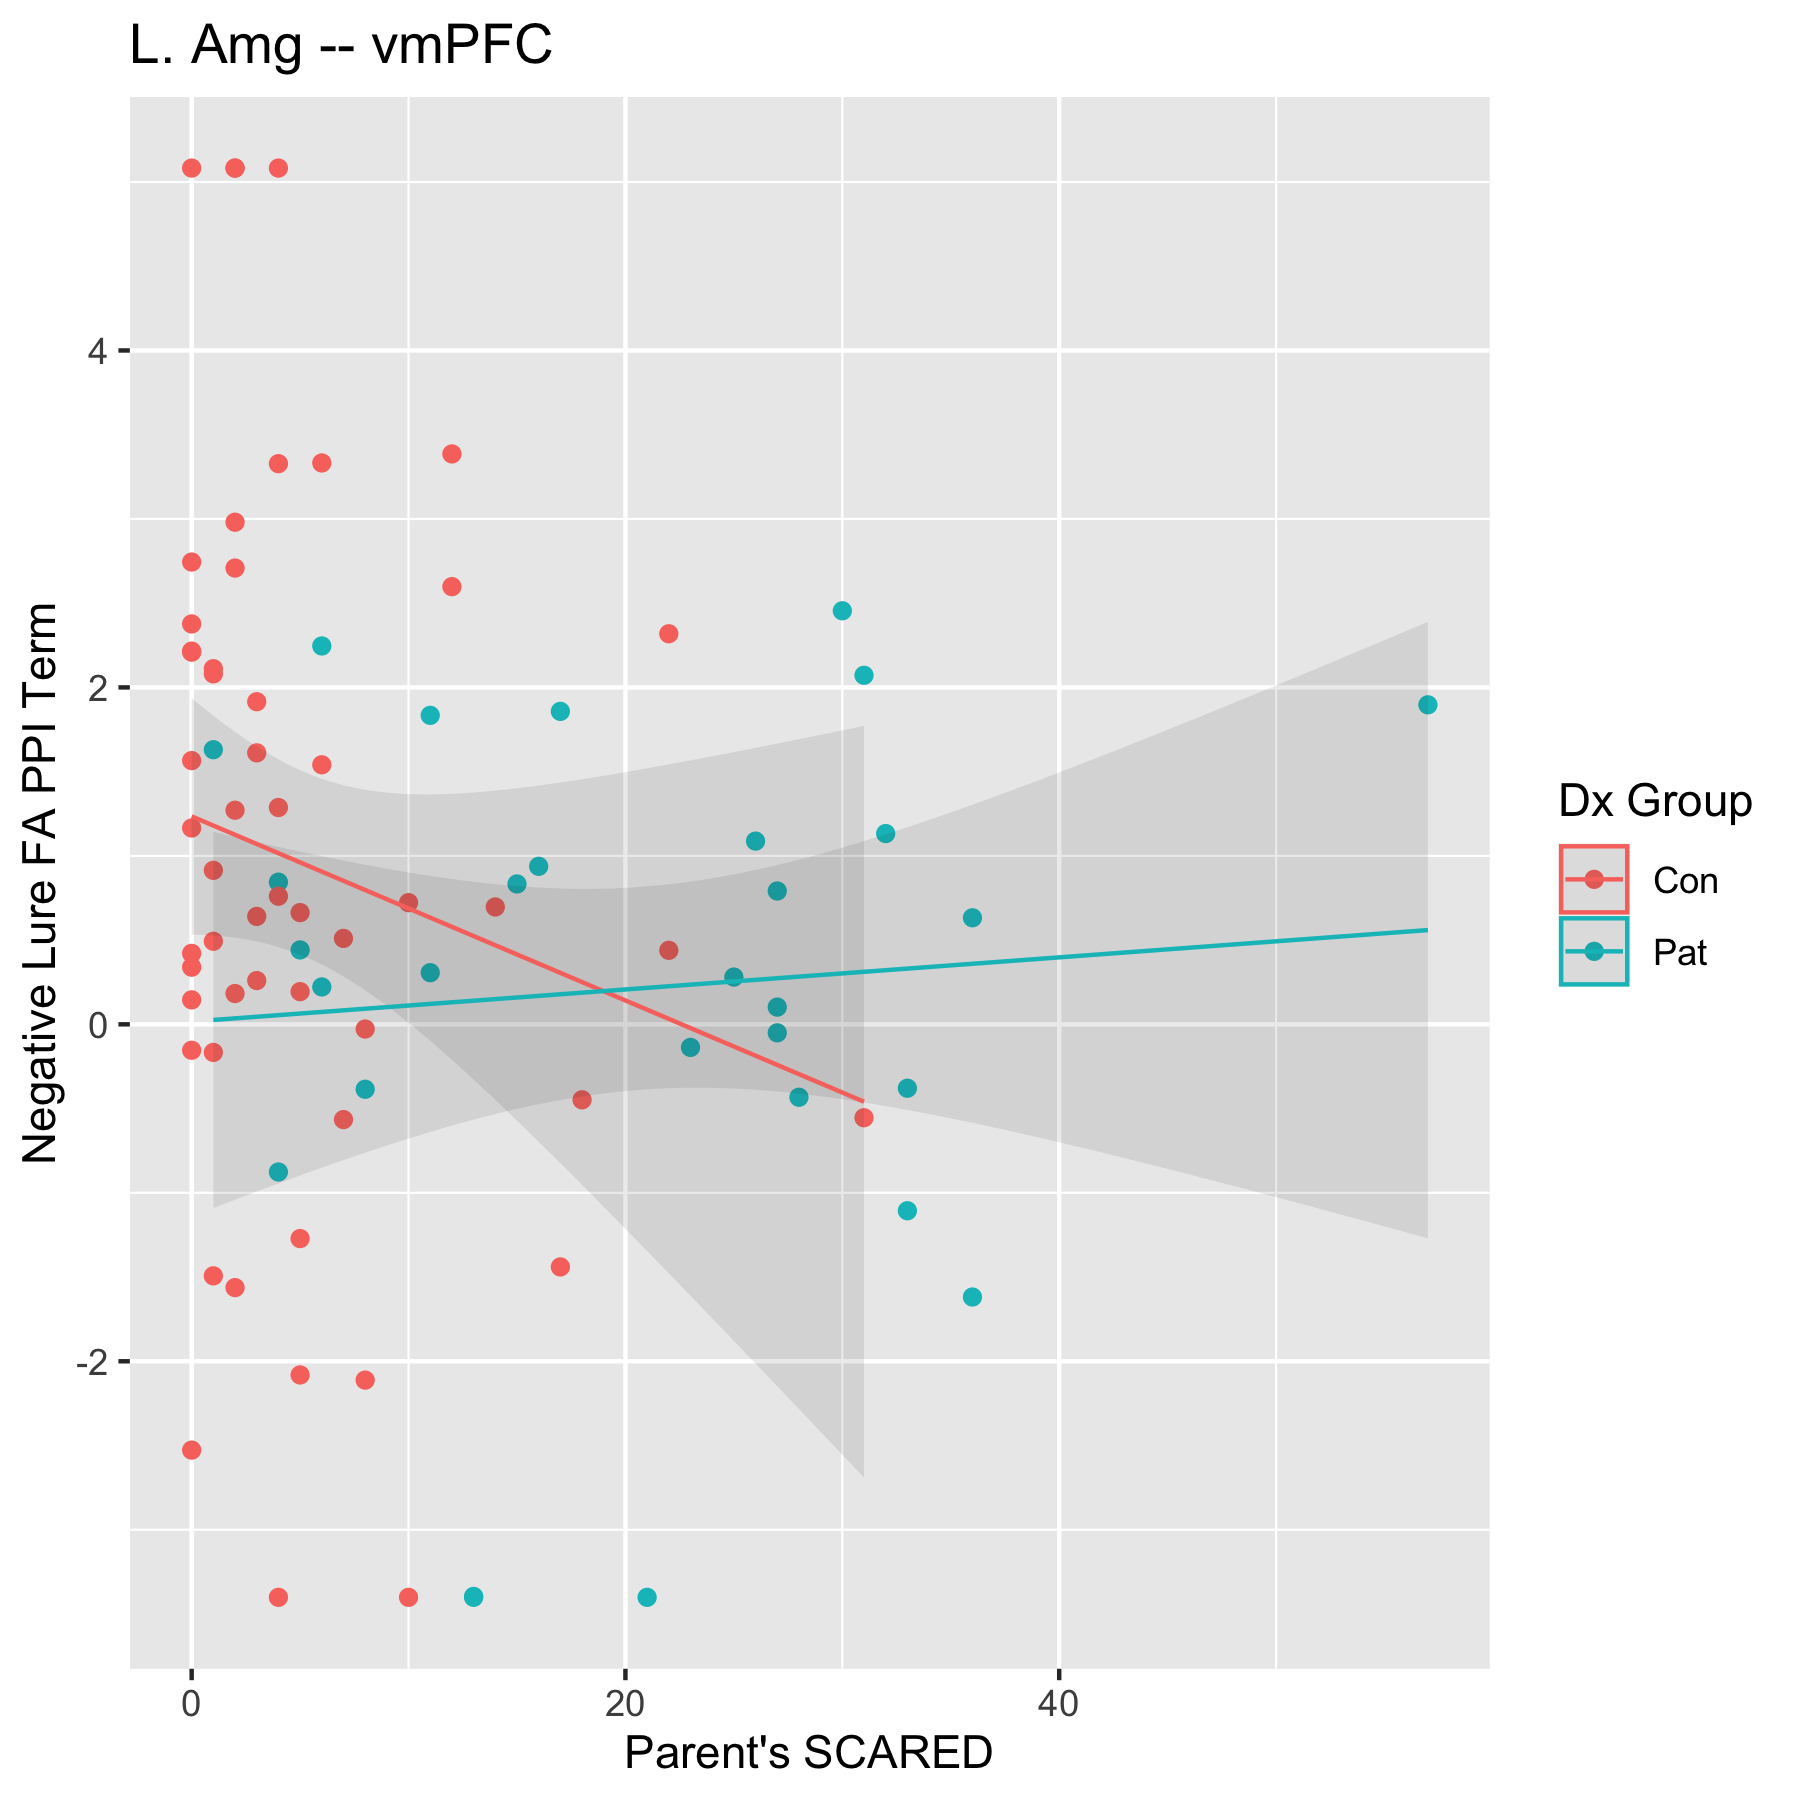 L. Amg -- vmPFC
Negative Lure FA PPI Term
4
2
0
-2
0 20 40
Parent's SCARED
Dx Group
Con
Pat